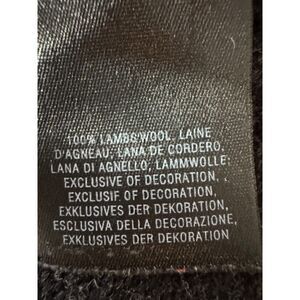 100% LAMBSWOOL. LAINE
D'AGNEAU; LANA DE CORDERO.
LANA DI AGNELLO; LAMMWOLLE:
EXCLUSIVE OF DECORATION,
EXCLUSIF OF DECORATION,
EXKLUSIVES DER DEKORATION,
ESCLUSIVA DELLA DECORAZIONE,
EXKLUSIVES DER DEKORATION